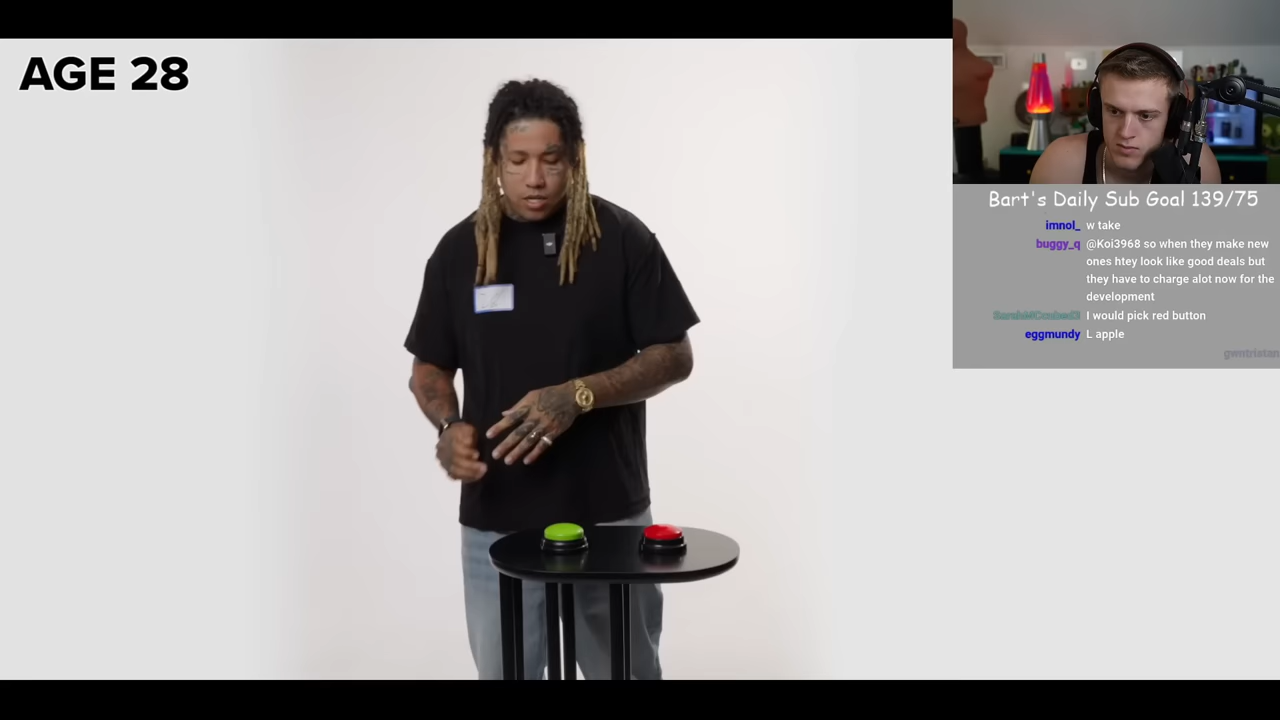 AGE 28
Bart's Daily Sub Goal 139/75
imnol_ w take
buggy_q @Koi3968 so when they make new
ones htey look like good deals but
they have to charge alot now for the
development
I would pick red button
eggmundy L apple
gwntristan